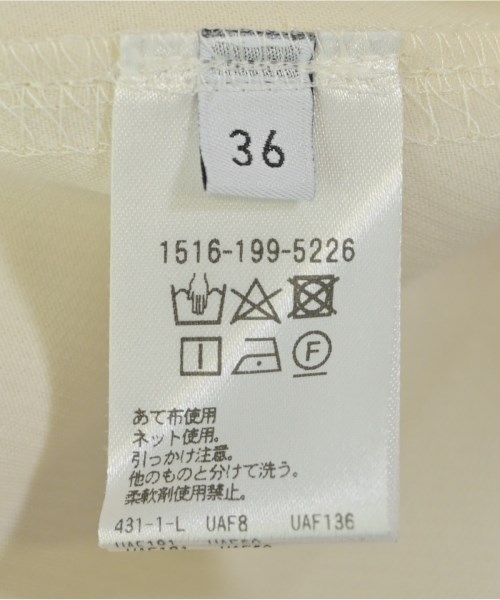 36
1516-199-5226
F
あて布使用
ネット使用。
引っかけ注意。
他のものと分けて洗う。
柔軟剤使用禁止。
431-1-L UAF8 UAF136